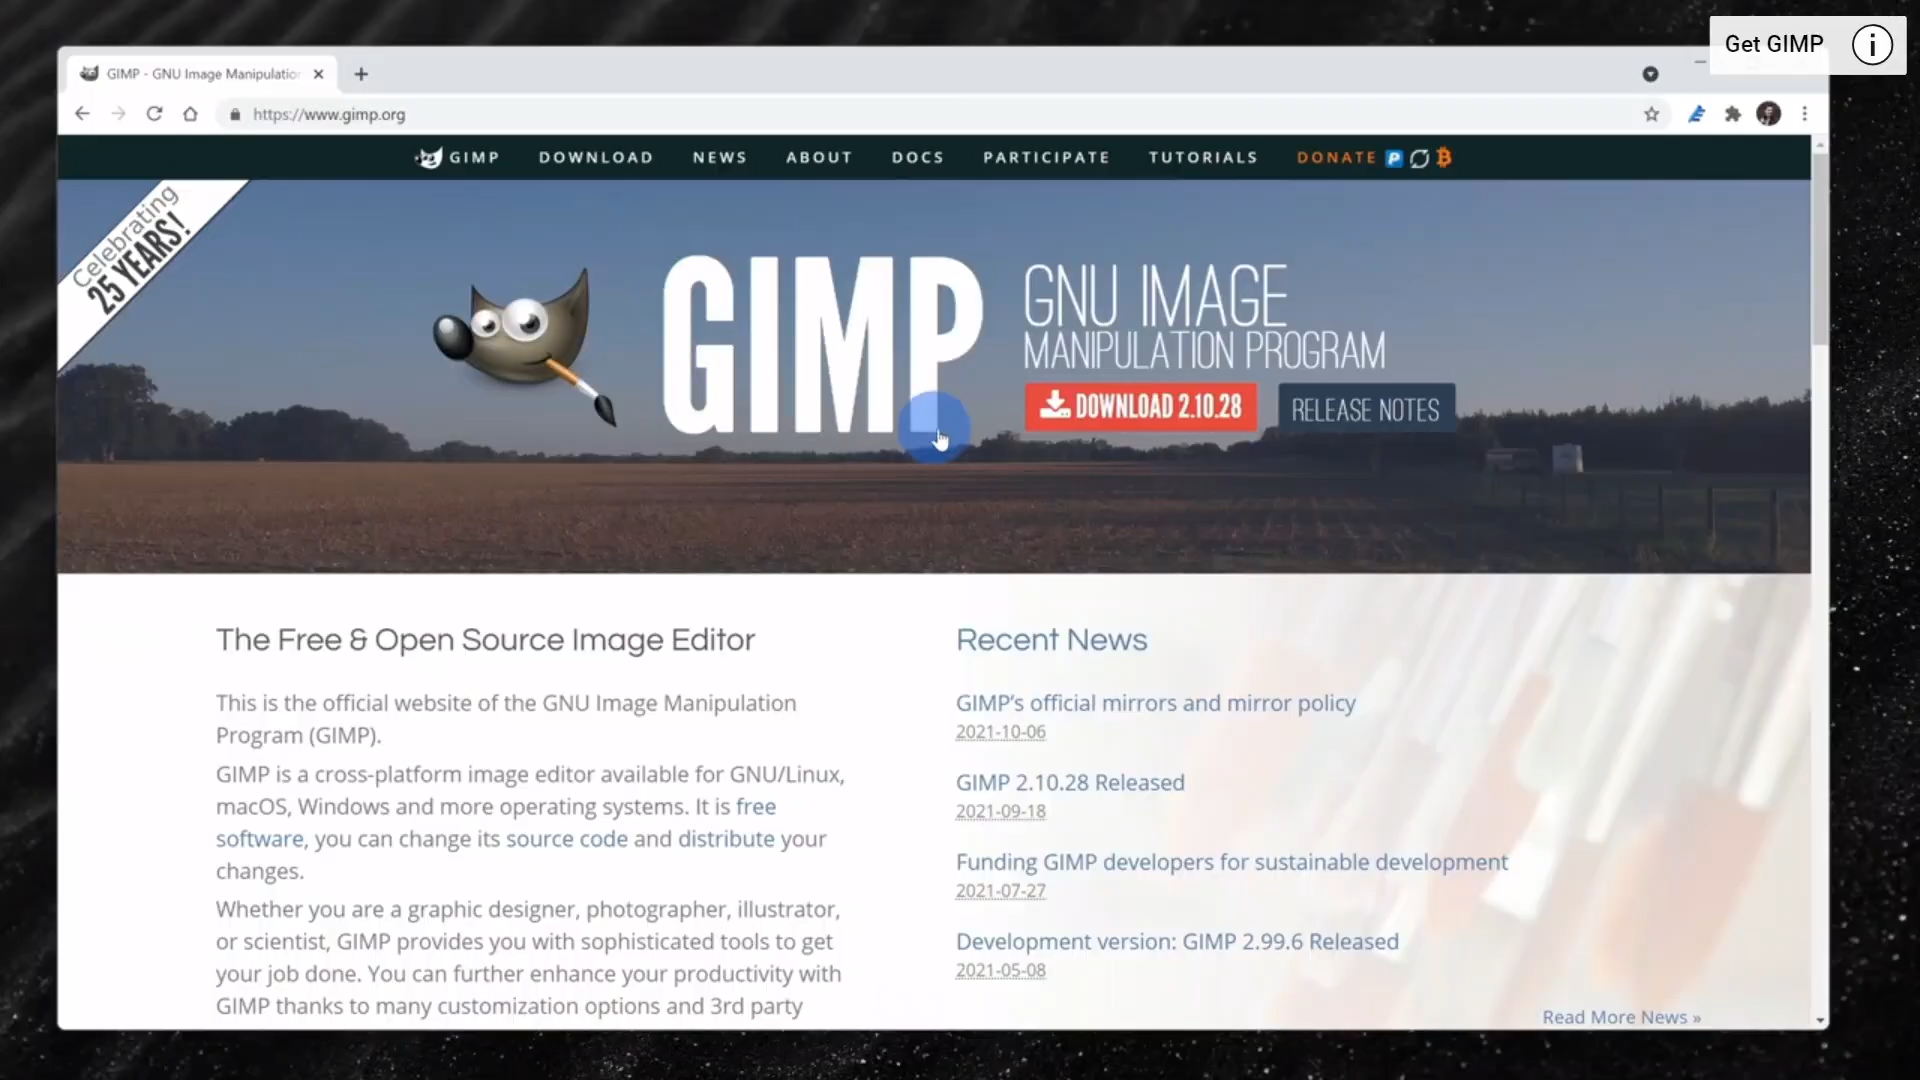 Get GIMP
GIMP - GNU Image Manipulation
https://www.gimp.org
GIMP DOWNLOAD NEWS ABOUT DOCS PARTICIPATE TUTORIALS DONATE
Celebrating
25 YEARS!
GIMP
GNU IMAGE
MANIPULATION PROGRAM
DOWNLOAD 2.10.28
RELEASE NOTES
The Free & Open Source Image Editor
This is the official website of the GNU Image Manipulation
Program (GIMP).
GIMP is a cross-platform image editor available for GNU/Linux,
macOS, Windows and more operating systems. It is free
software, you can change its source code and distribute your
changes.
Whether you are a graphic designer, photographer, illustrator,
or scientist, GIMP provides you with sophisticated tools to get
your job done. You can further enhance your productivity with
GIMP thanks to many customization options and 3rd party
Recent News
GIMP's official mirrors and mirror policy
2021-10-06
GIMP 2.10.28 Released
2021-09-18
Funding GIMP developers for sustainable development
2021-07-27
Development version: GIMP 2.99.6 Released
2021-05-08
Read More News »